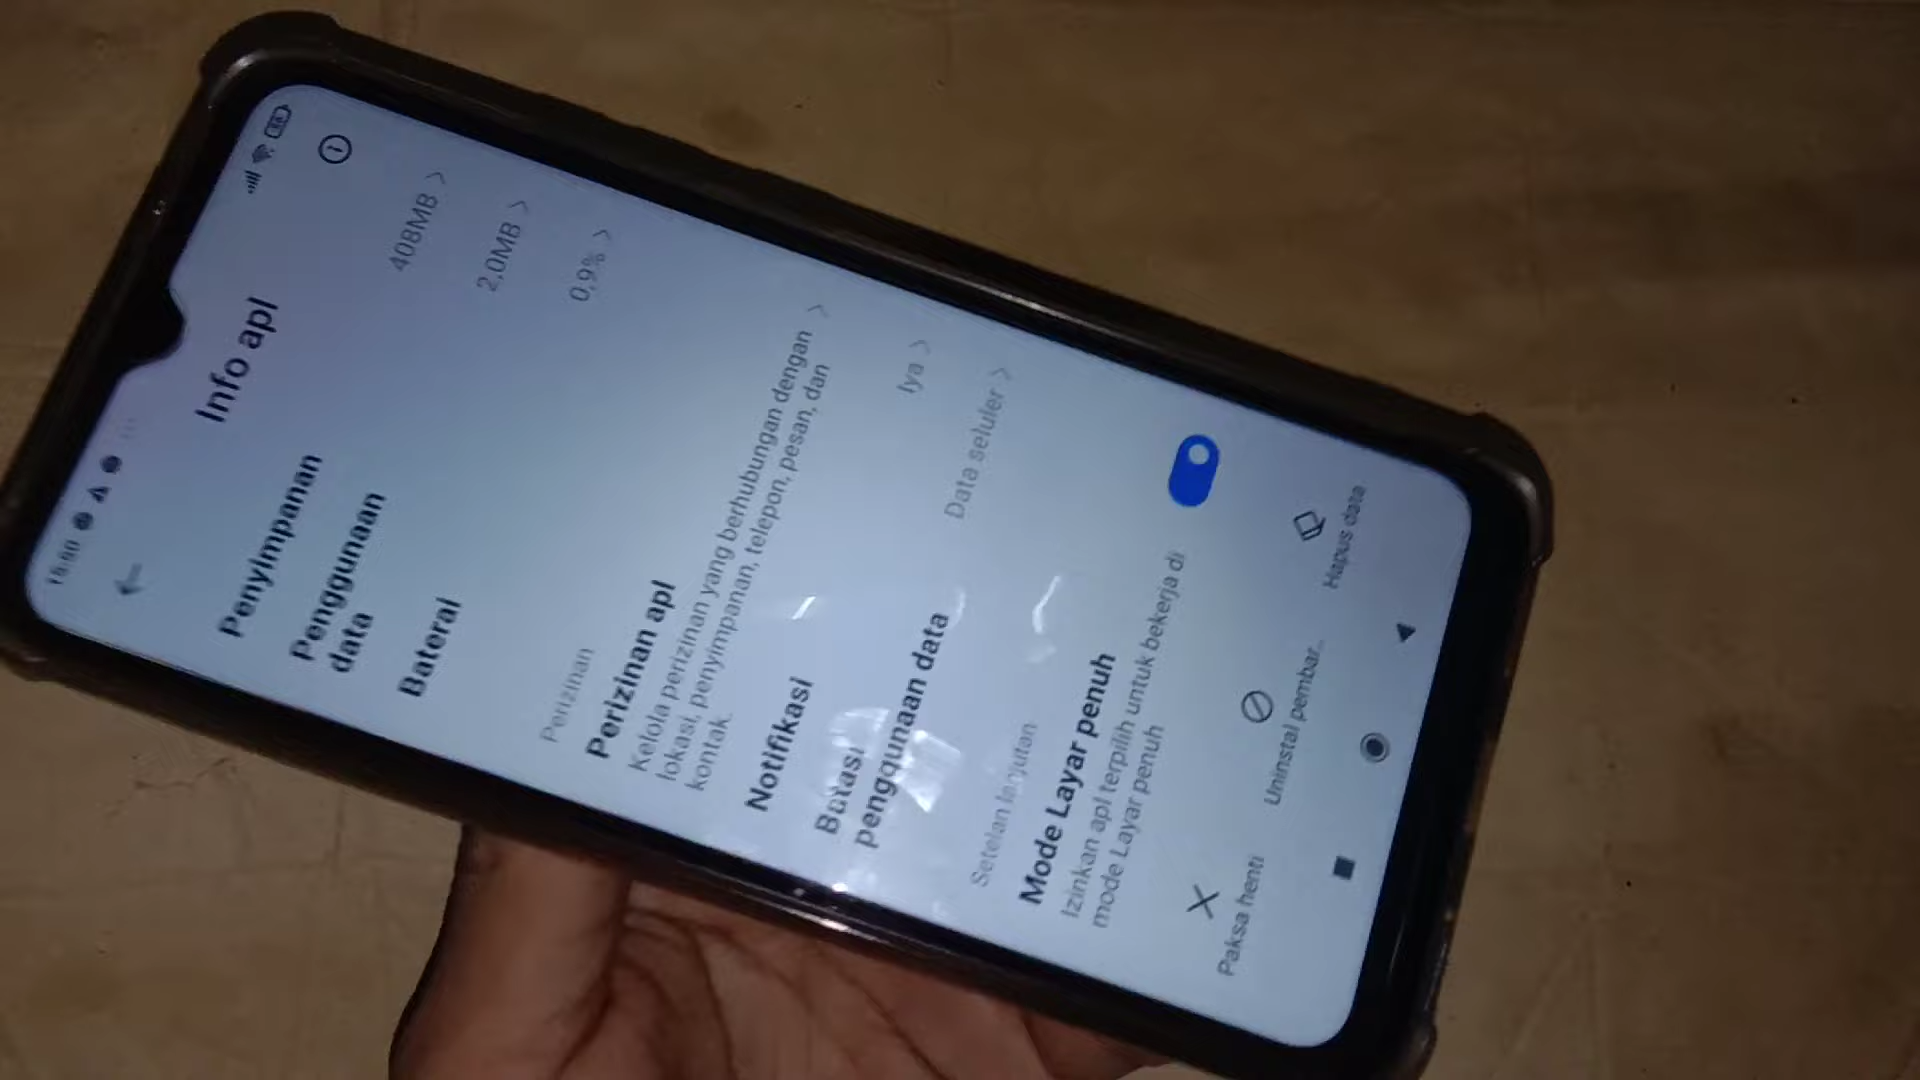 Info apl
Penyimpanan 408MB
Penggunaan
data 2,0MB
Baterai 0,9%
Perizinan
Perizinan apl
Kelola perizinan yang berhubungan dengan
lokasi, penyimpanan, telepon, pesan, dan
kontak.
Notifikasi Iya
Batasi
penggunaan data Data seluler
Setelan lanjutan
Mode Layar penuh
Izinkan apl terpilih untuk bekerja di
mode Layar penuh
Paksa henti Uninstal pembar... Hapus data